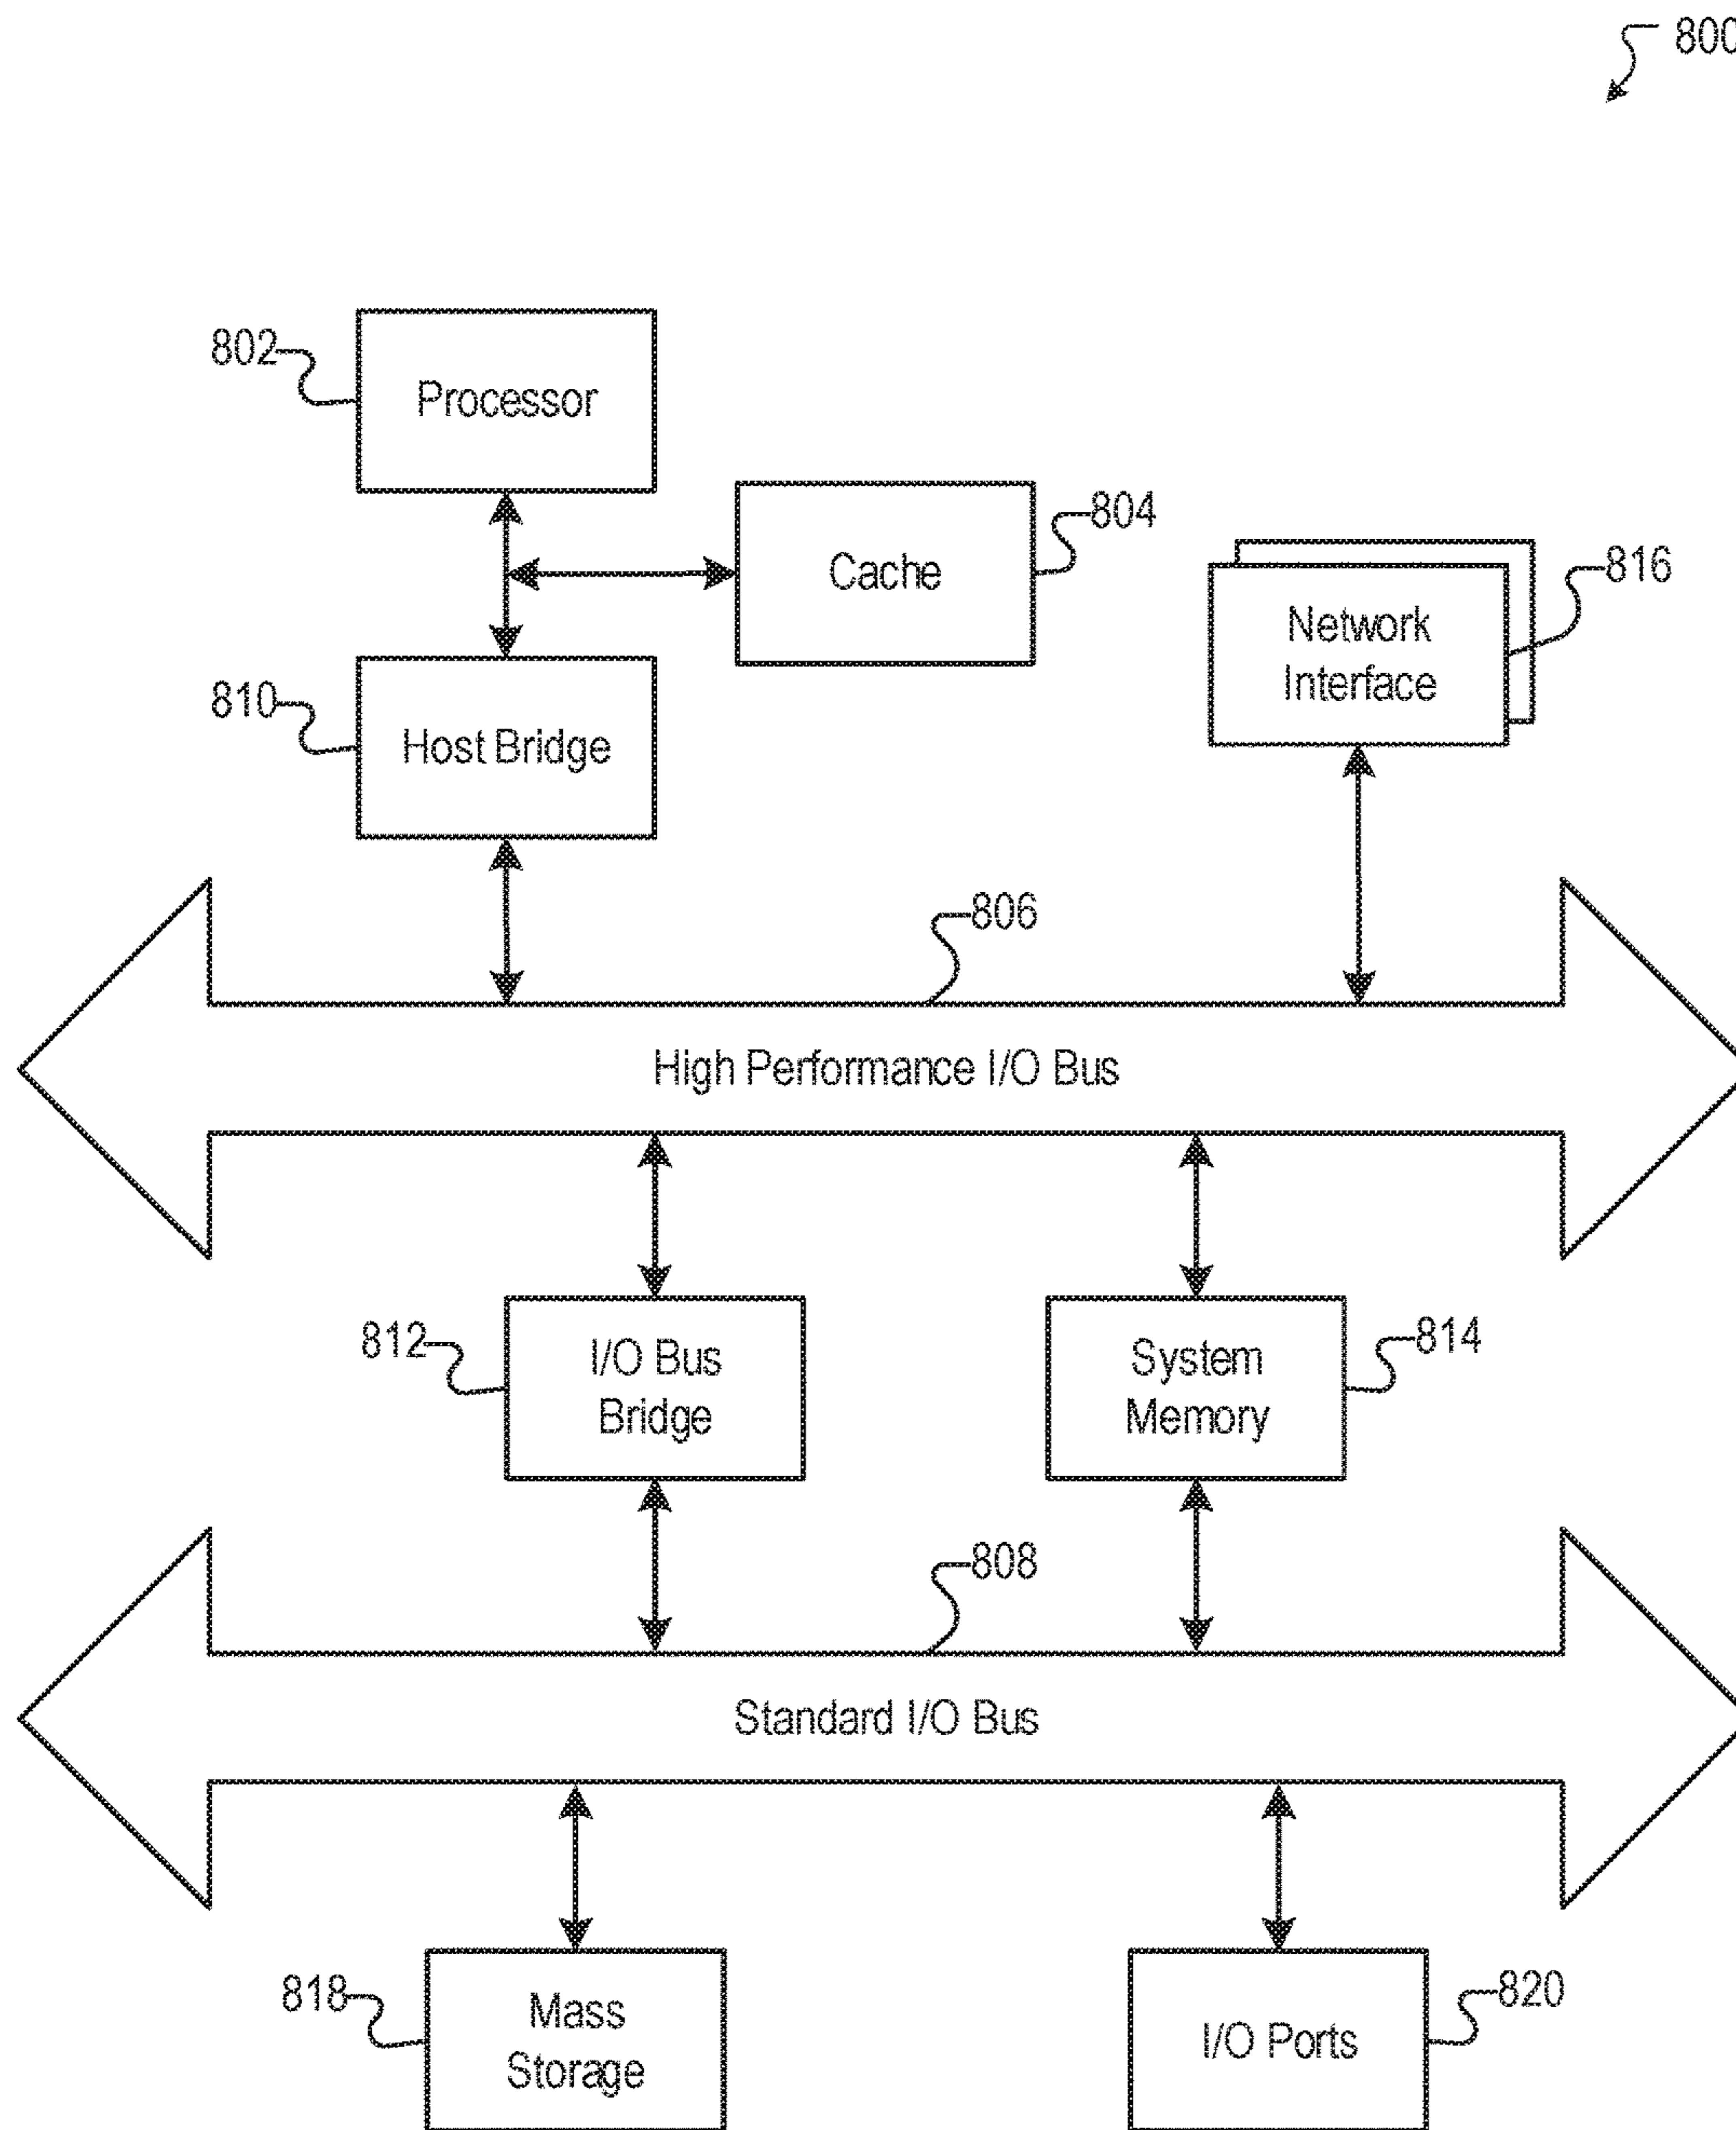 800
802
Processor
804
Cache
816
Network
Interface
810
Host Bridge
806
High Performance I/O Bus
812
I/O Bus
Bridge
814
System
Memory
808
Standard I/O Bus
818
Mass
Storage
820
I/O Ports